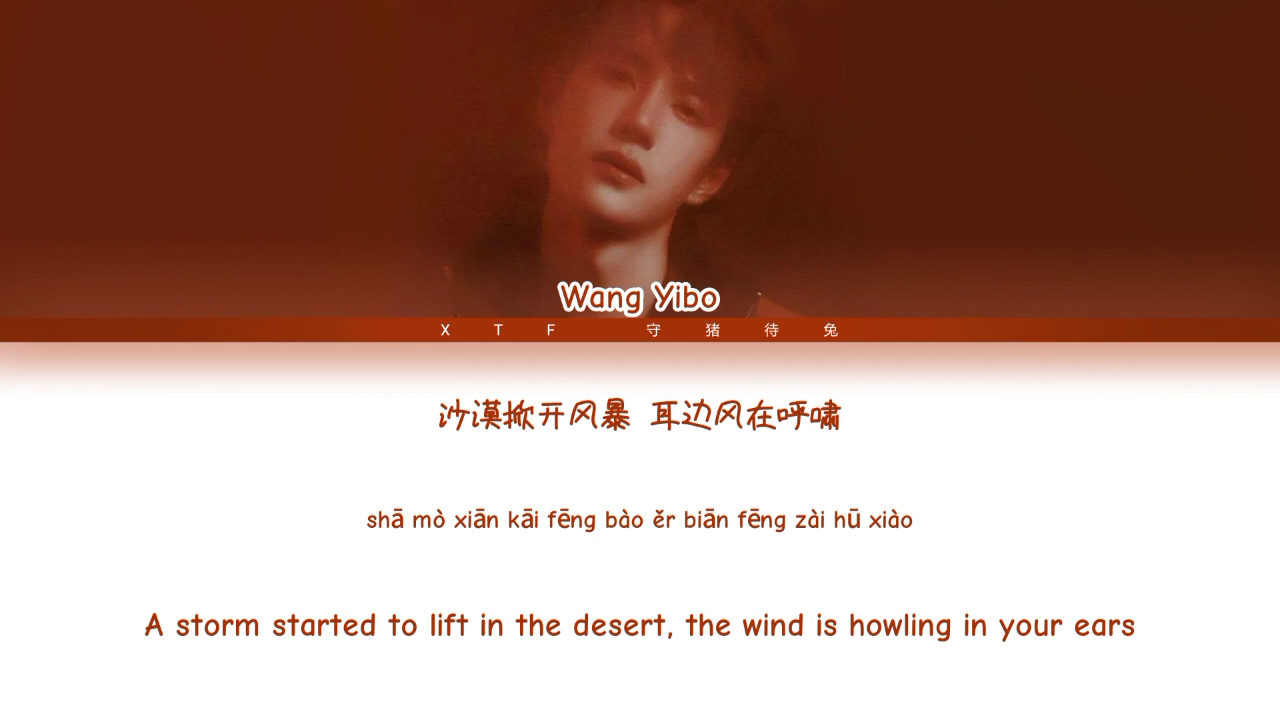 Wang Yibo
X T F 守 猪 待 兔
沙漠掀开风暴 耳边风在呼啸
shā mò xiān kāi fēng bào ěr biān fēng zài hū xiào
A storm started to lift in the desert, the wind is howling in your ears